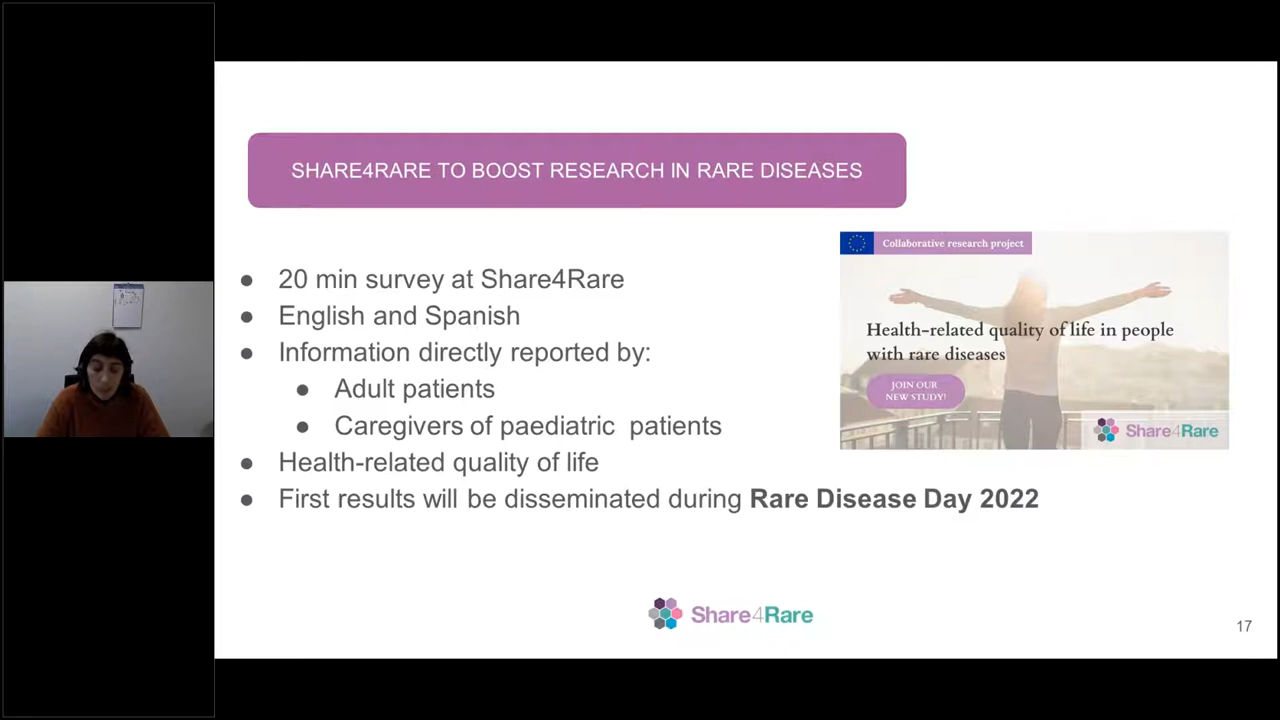 SHARE4RARE TO BOOST RESEARCH IN RARE DISEASES
● 20 min survey at Share4Rare
● English and Spanish
● Information directly reported by:
● Adult patients
● Caregivers of paediatric patients
● Health-related quality of life
● First results will be disseminated during Rare Disease Day 2022
Collaborative research project
Health-related quality of life in people
with rare diseases
JOIN OUR
NEW STUDY!
Share4Rare
Share4Rare
17